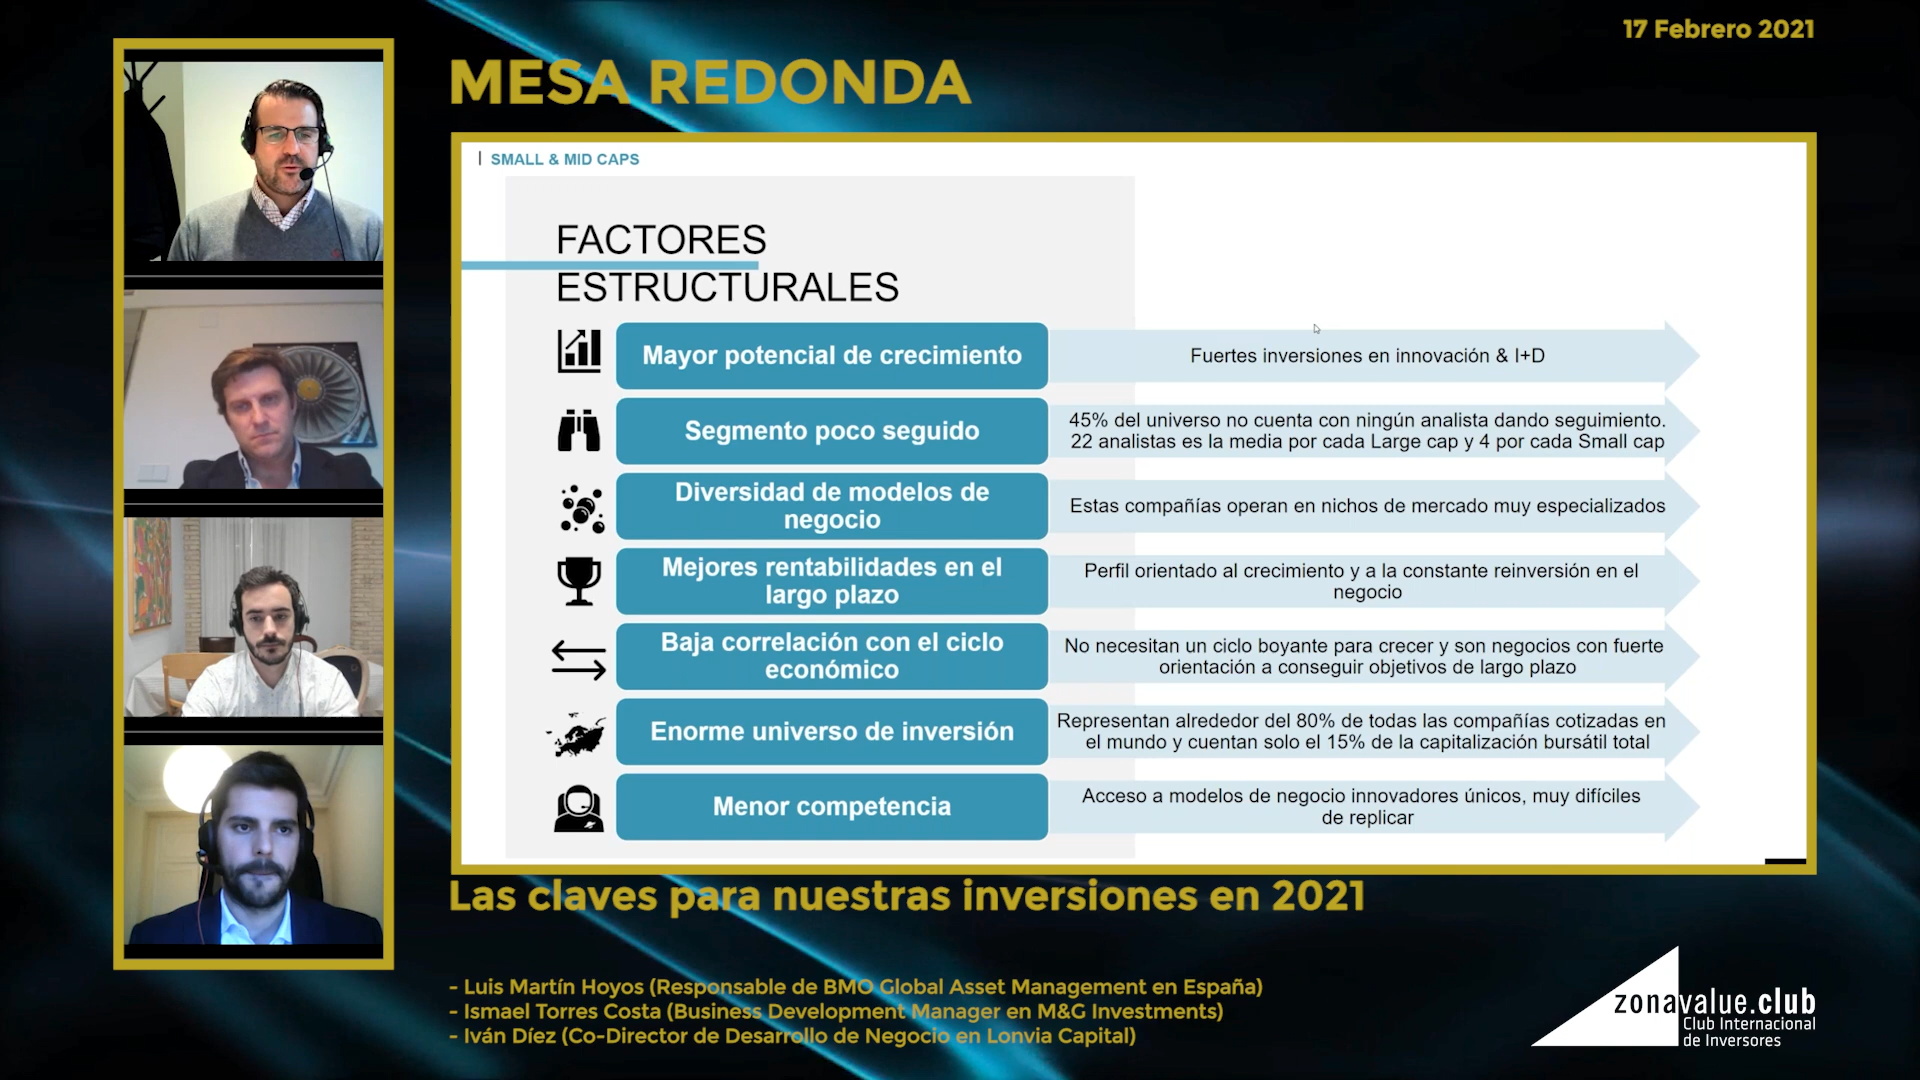 17 Febrero 2021
MESA REDONDA
SMALL & MID CAPS
FACTORES
ESTRUCTURALES
Mayor potencial de crecimiento
Fuertes inversiones en innovación & I+D
Segmento poco seguido
45% del universo no cuenta con ningún analista dando seguimiento.
22 analistas es la media por cada Large cap y 4 por cada Small cap
Diversidad de modelos de
negocio
Estas compañías operan en nichos de mercado muy especializados
Mejores rentabilidades en el
largo plazo
Perfil orientado al crecimiento y a la constante reinversión en el
negocio
Baja correlación con el ciclo
económico
No necesitan un ciclo boyante para crecer y son negocios con fuerte
orientación a conseguir objetivos de largo plazo
Enorme universo de inversión
Representan alrededor del 80% de todas las compañías cotizadas en
el mundo y cuentan solo el 15% de la capitalización bursátil total
Menor competencia
Acceso a modelos de negocio innovadores únicos, muy difíciles
de replicar
Las claves para nuestras inversiones en 2021
- Luis Martín Hoyos (Responsable de BMO Global Asset Management en España)
- Ismael Torres Costa (Business Development Manager en M&G Investments)
- Iván Díez (Co-Director de Desarrollo de Negocio en Lonvia Capital)
zonavalue.club
Club Internacional
de Inversores